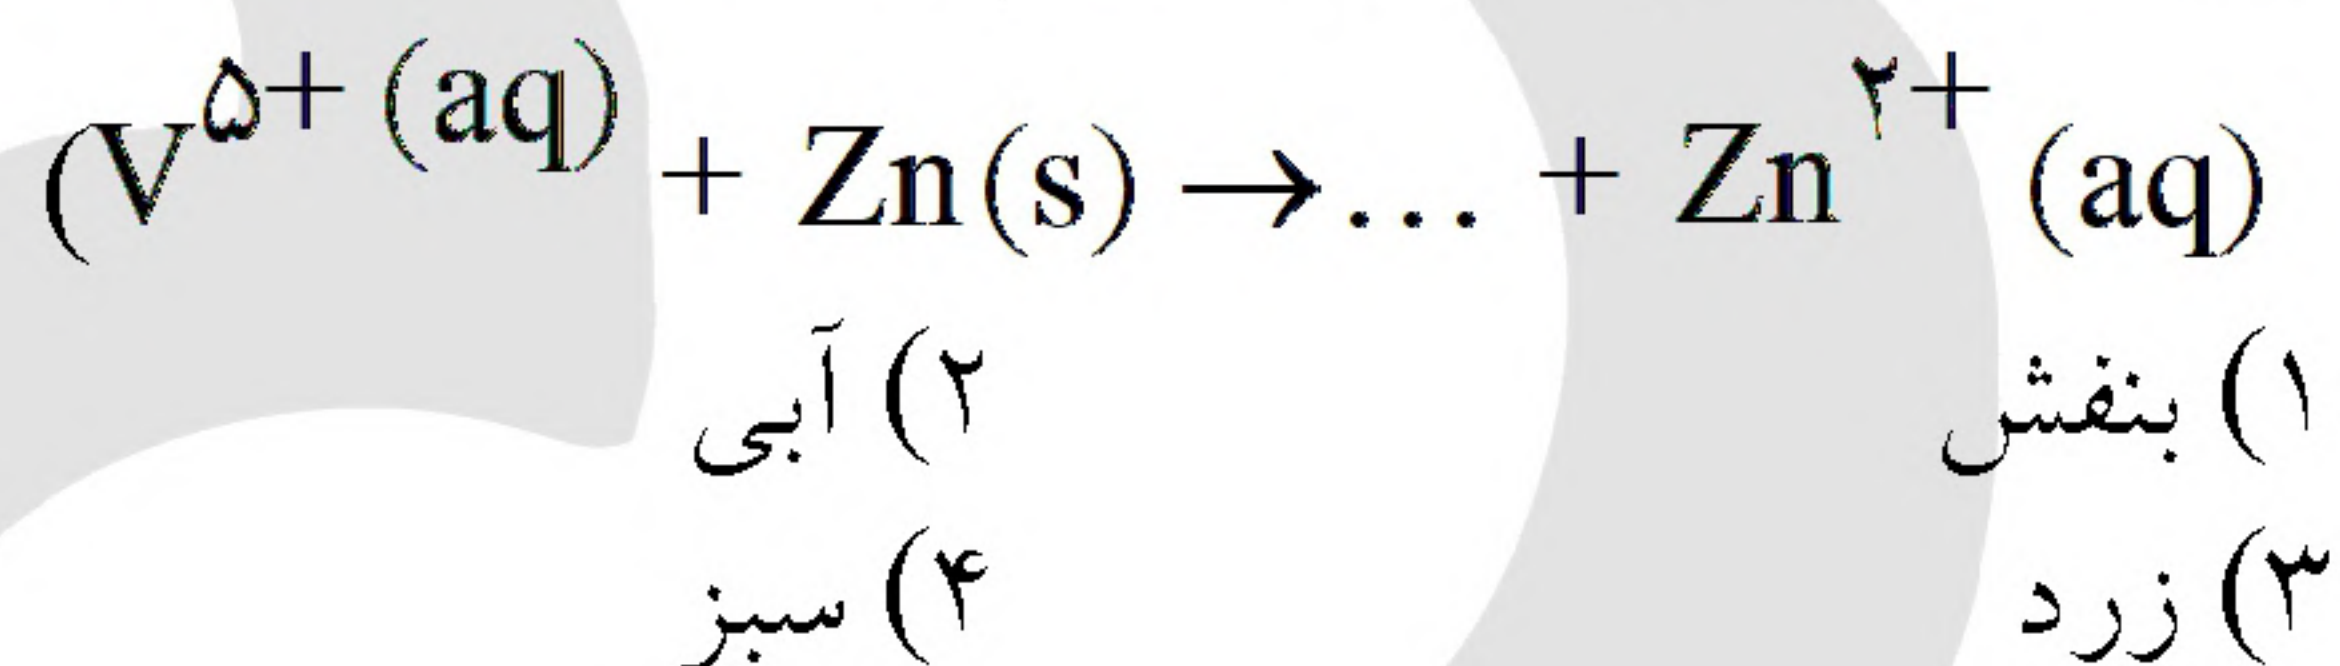 (V⁵⁺(aq) + Zn(s) → ... + Zn²⁺(aq)
۱) بنفش ۲) آبی
۳) زرد ۴) سبز